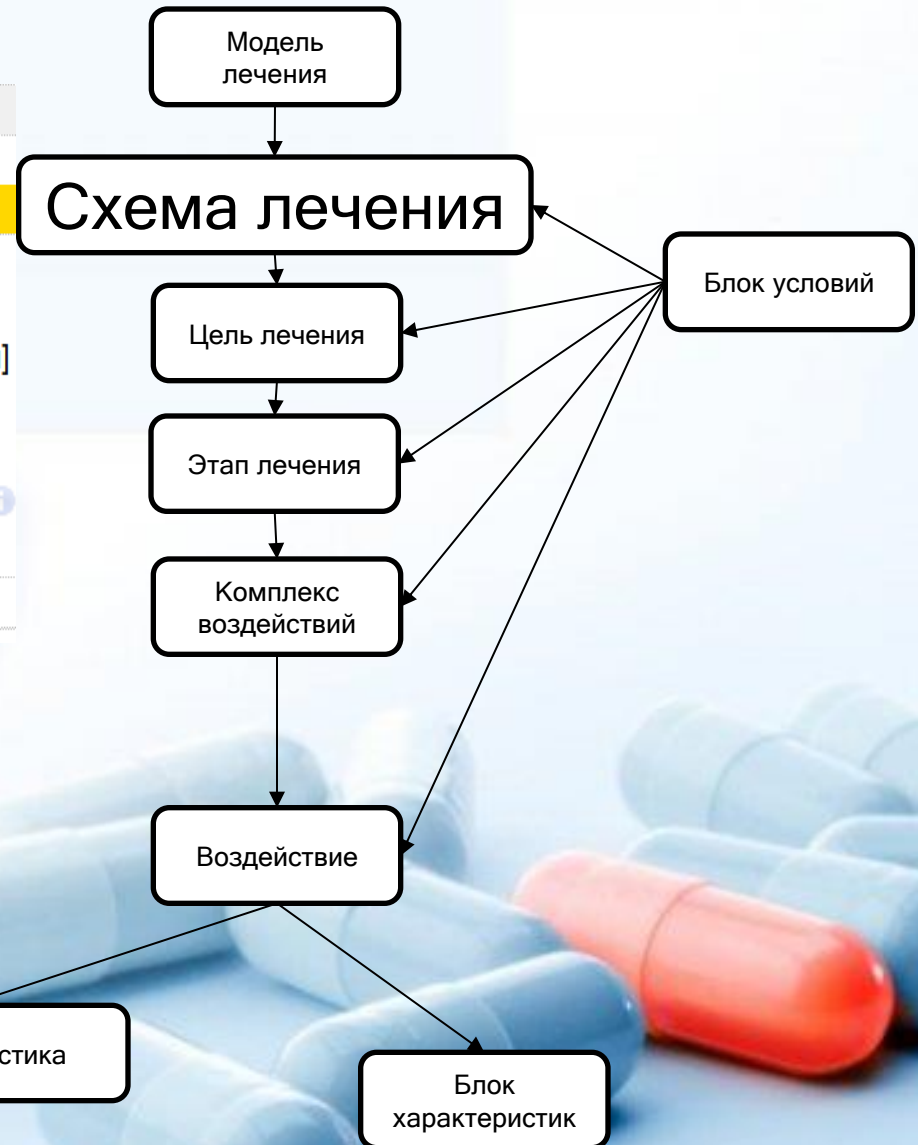 Модель
лечения
Схема лечения
Блок условий
Цель лечения
]
Этап лечения
Комплекс
воздействий
Воздействие
стика
Блок
характеристик